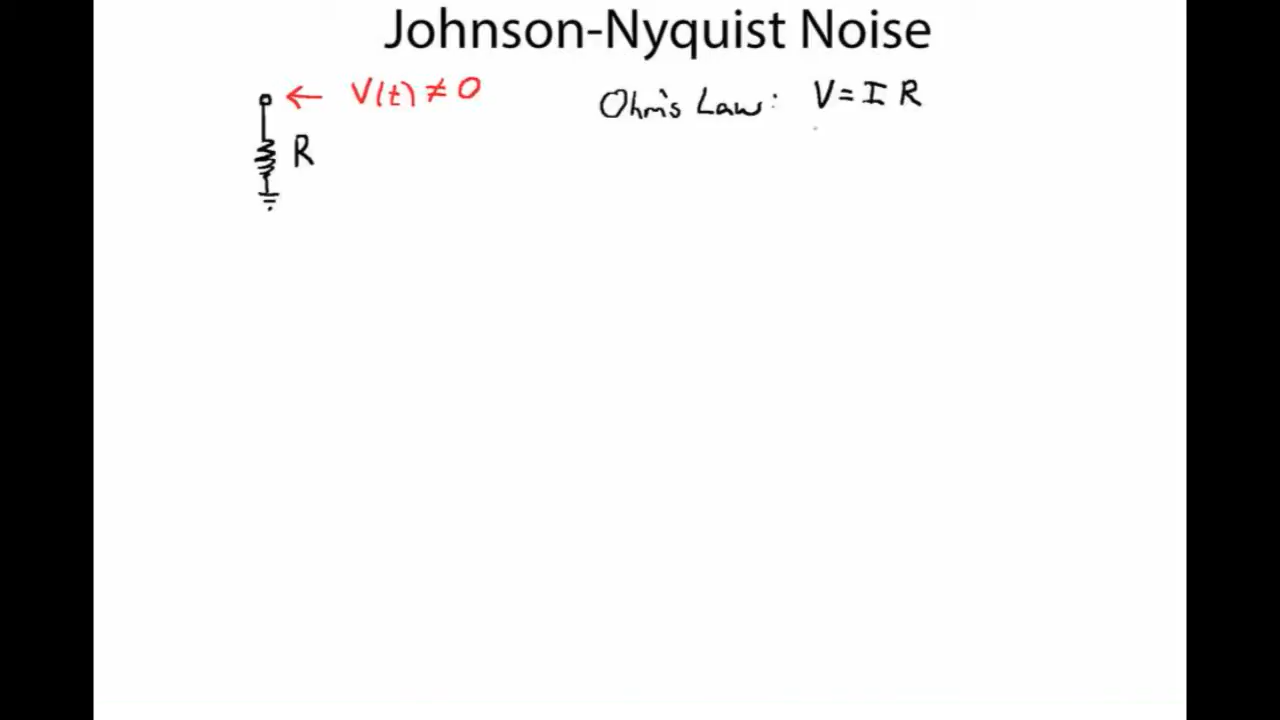 Johnson-Nyquist Noise
← V(t) ≠ 0
Ohm's Law: V = I R
R